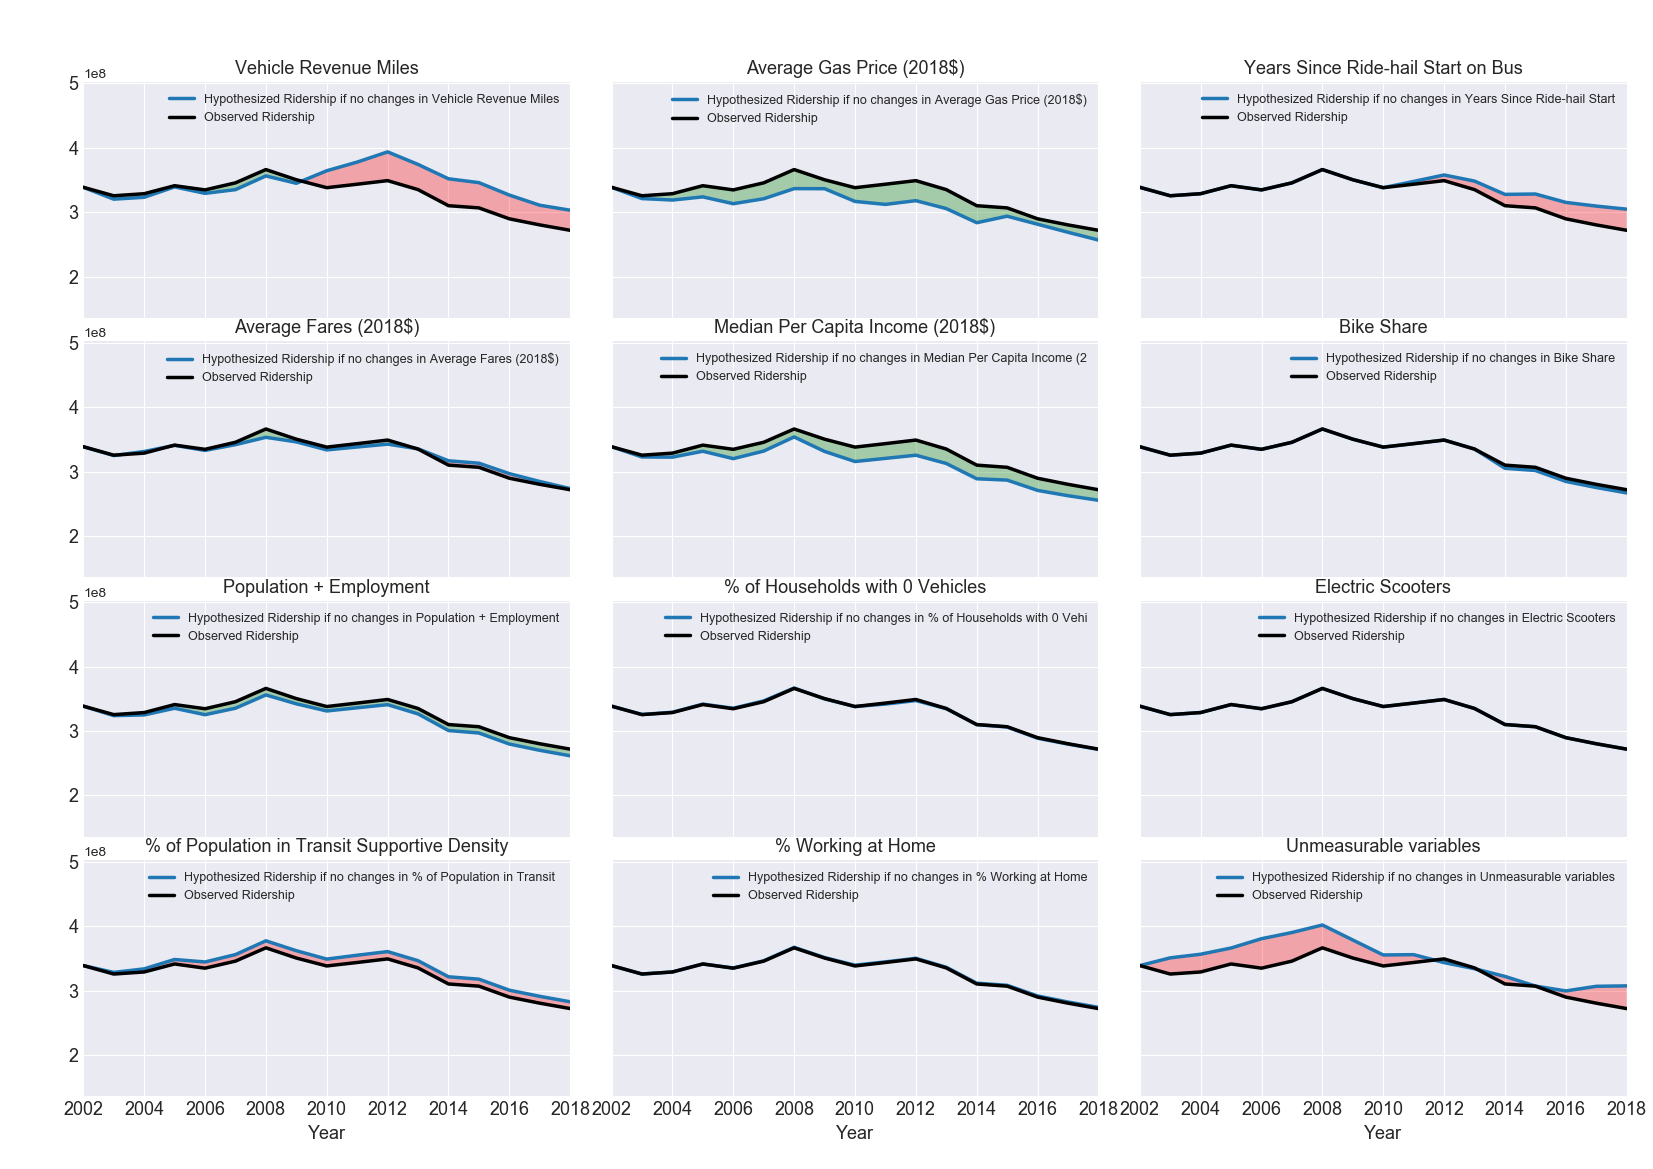 Vehicle Revenue Miles
1e8
5
4
3
2
Hypothesized Ridership if no changes in Vehicle Revenue Miles
Observed Ridership
Average Gas Price (2018$)
Hypothesized Ridership if no changes in Average Gas Price (2018$)
Observed Ridership
Years Since Ride-hail Start on Bus
Hypothesized Ridership if no changes in Years Since Ride-hail Start
Observed Ridership
Average Fares (2018$)
1e8
5
4
3
2
Hypothesized Ridership if no changes in Average Fares (2018$)
Observed Ridership
Median Per Capita Income (2018$)
Hypothesized Ridership if no changes in Median Per Capita Income (2
Observed Ridership
Bike Share
Hypothesized Ridership if no changes in Bike Share
Observed Ridership
Population + Employment
1e8
5
4
3
2
Hypothesized Ridership if no changes in Population + Employment
Observed Ridership
% of Households with 0 Vehicles
Hypothesized Ridership if no changes in % of Households with 0 Vehi
Observed Ridership
Electric Scooters
Hypothesized Ridership if no changes in Electric Scooters
Observed Ridership
% of Population in Transit Supportive Density
1e8
5
4
3
2
Hypothesized Ridership if no changes in % of Population in Transit
Observed Ridership
2002 2004 2006 2008 2010 2012 2014 2016 2018
Year
% Working at Home
Hypothesized Ridership if no changes in % Working at Home
Observed Ridership
2002 2004 2006 2008 2010 2012 2014 2016 2018
Year
Unmeasurable variables
Hypothesized Ridership if no changes in Unmeasurable variables
Observed Ridership
2002 2004 2006 2008 2010 2012 2014 2016 2018
Year